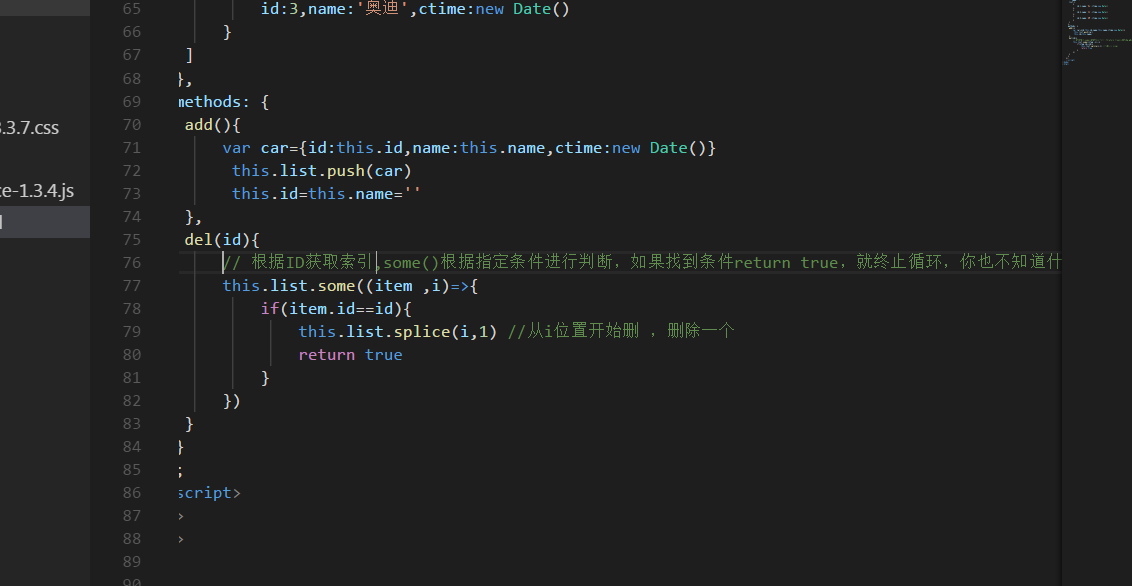 65 id:3,name:'奥迪',ctime:new Date()
66 }
67 ]
68 },
69 methods: {
70 add(){
71 var car={id:this.id,name:this.name,ctime:new Date()}
72 this.list.push(car)
73 this.id=this.name=''
74 },
75 del(id){
76 // 根据ID获取索引,some()根据指定条件进行判断，如果找到条件return true，就终止循环，你也不知道什
77 this.list.some((item ,i)=>{
78 if(item.id==id){
79 this.list.splice(i,1) //从i位置开始删 ，删除一个
80 return true
81 }
82 })
83 }
84 }
85 ;
86 script>
87 >
88 >
89
90
3.3.7.css
ce-1.3.4.js